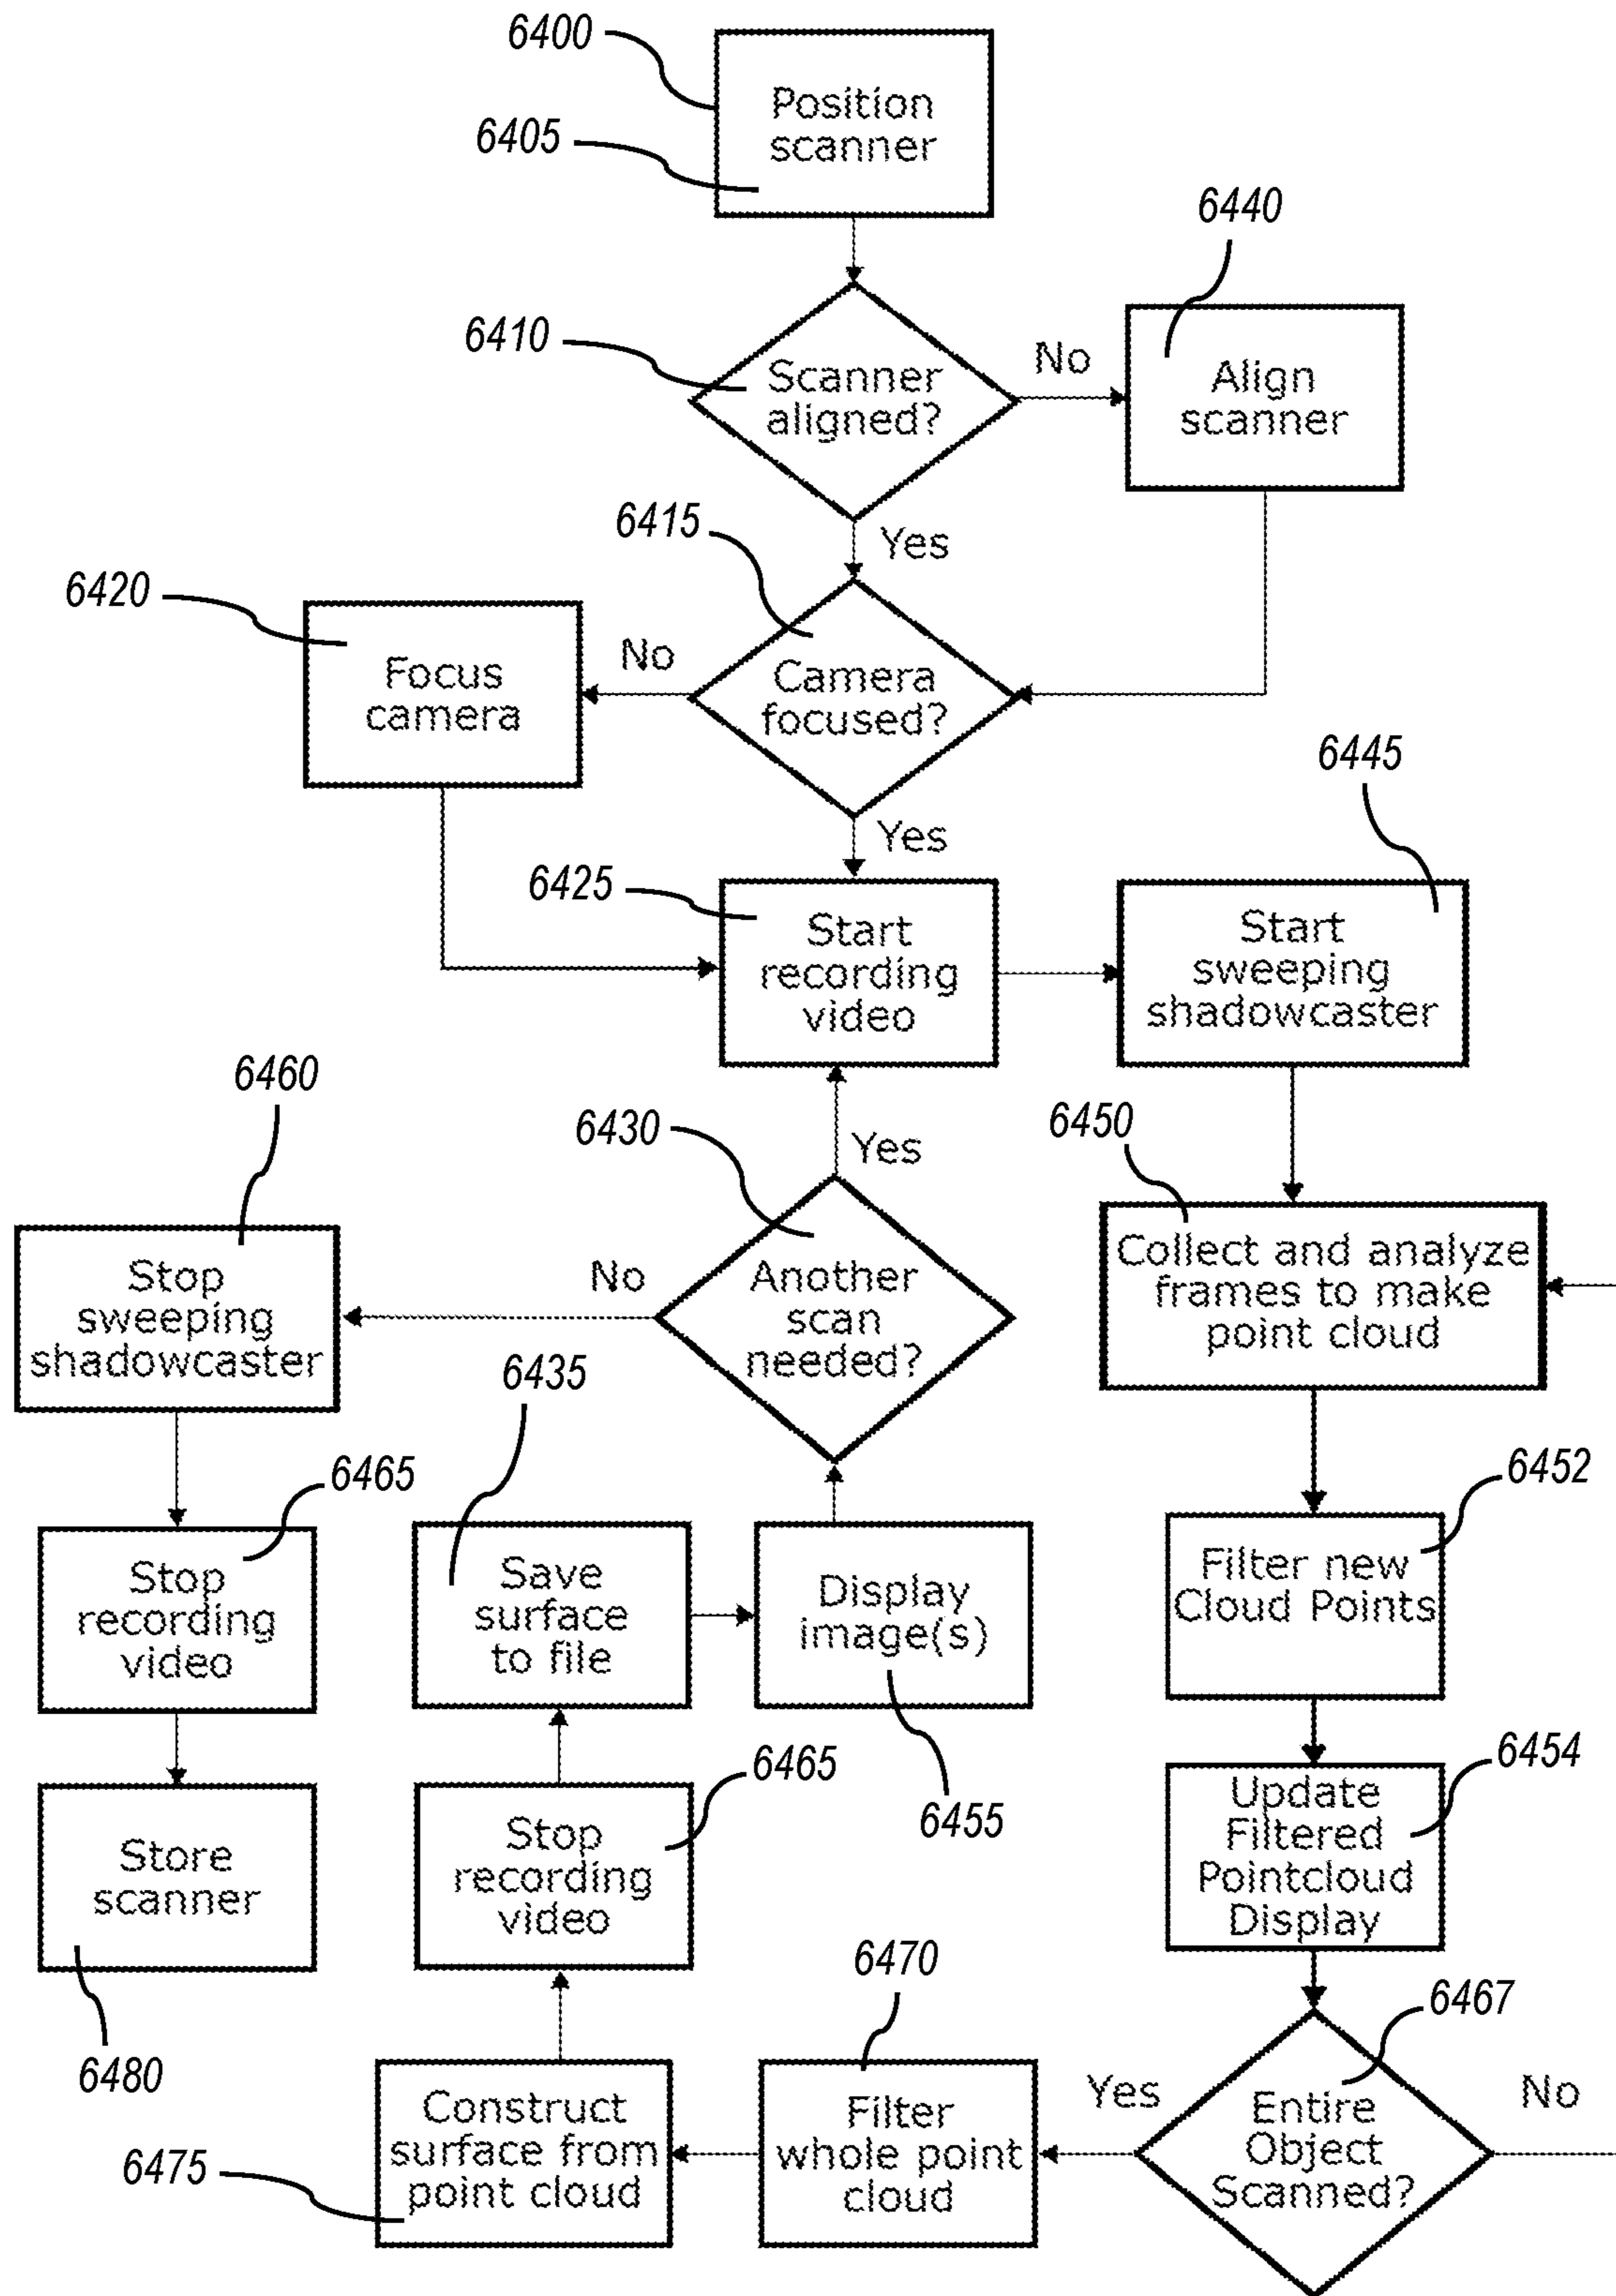 6400
Position
scanner
6405
6440
6410
Scanner
aligned?
No
Align
scanner
6415
Yes
6420
Focus
camera
No
Camera
focused?
6445
Yes
6425
Start
recording
video
Start
sweeping
shadowcaster
6460
6430
Yes
6450
Stop
sweeping
shadowcaster
No
Another
scan
needed?
Collect and analyze
frames to make
point cloud
6435
6465
6452
Stop
recording
video
Save
surface
to file
Display
image(s)
Filter new
Cloud Points
6465
6455
6454
Store
scanner
Stop
recording
video
Update
Filtered
Pointcloud
Display
6470
6467
6480
Construct
surface from
point cloud
6475
Filter
whole point
cloud
Yes
Entire
Object
Scanned?
No